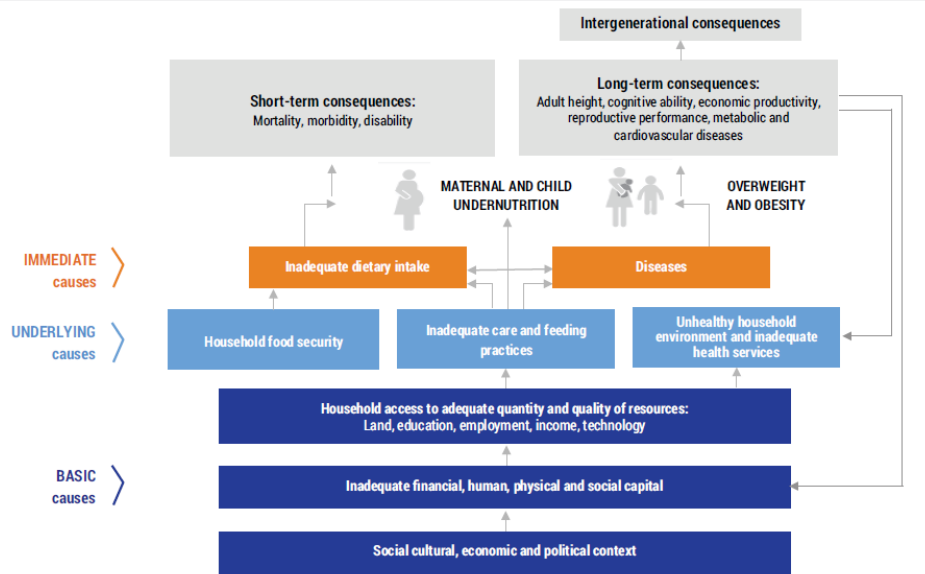 Intergenerational consequences
Short-term consequences:
Mortality, morbidity, disability
Long-term consequences:
Adult height, cognitive ability, economic productivity,
reproductive performance, metabolic and
cardiovascular diseases
MATERNAL AND CHILD
UNDERNUTRITION
OVERWEIGHT
AND OBESITY
IMMEDIATE
causes
Inadequate dietary intake
Diseases
UNDERLYING
causes
Household food security
Inadequate care and feeding
practices
Unhealthy household
environment and inadequate
health services
Household access to adequate quantity and quality of resources:
Land, education, employment, income, technology
BASIC
causes
Inadequate financial, human, physical and social capital
Social cultural, economic and political context